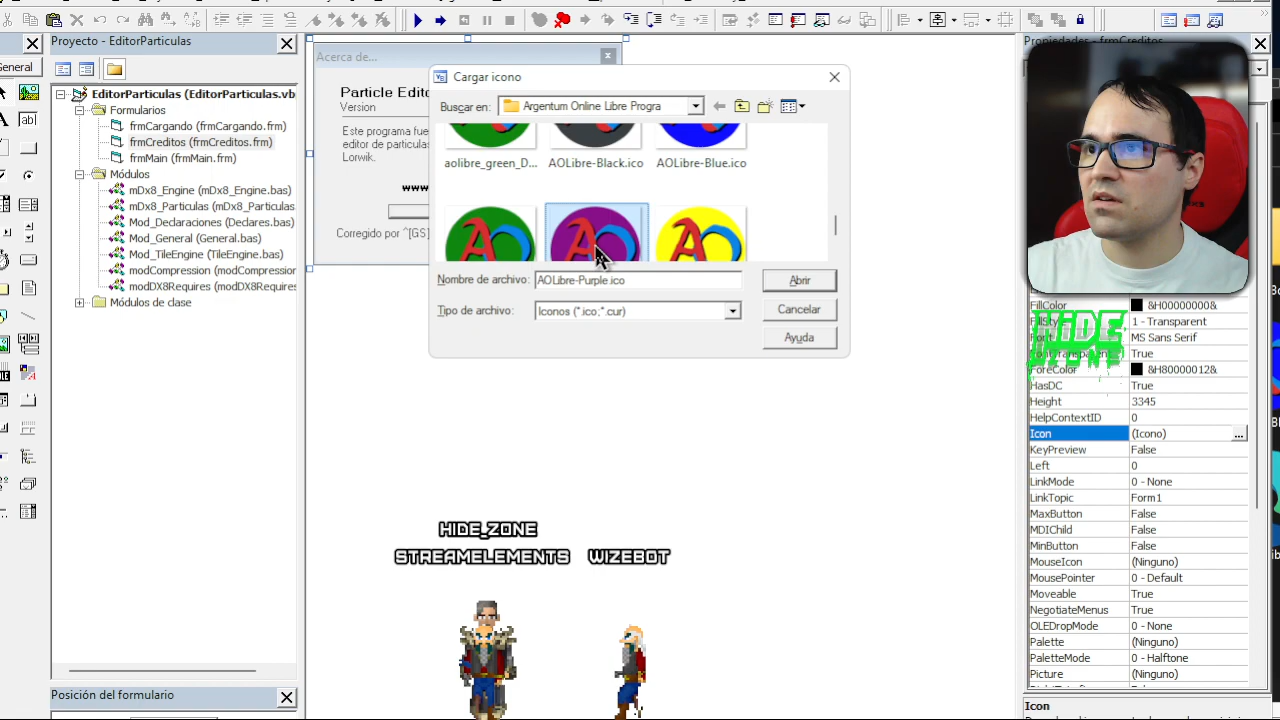 Proyecto - EditorParticulas
General
EditorParticulas (EditorParticulas.vb
Formularios
frmCargando (frmCargando.frm)
frmCreditos (frmCreditos.frm)
frmMain (frmMain.frm)
Módulos
mDx8_Engine (mDx8_Engine.bas)
mDx8_Particulas (mDx8_Particulas
Mod_Declaraciones (Declares.bas)
Mod_General (General.bas)
Mod_TileEngine (TileEngine.bas)
modCompression (modCompression
modDX8Requires (modDX8Requires
Módulos de clase
Posición del formulario
Acerca de...
Particle Edito
Version
Este programa fue
editor de particulas
Lorwik.
www
Corregido por ^[GS]
Cargar icono
Buscar en:
Argentum Online Libre Progra
aolibre_green_D...
AOLibre-Black.ico
AOLibre-Blue.ico
Nombre de archivo:
AOLibre-Purple.ico
Abrir
Tipo de archivo:
Iconos (*.ico;*.cur)
Cancelar
Ayuda
HIDE_ZONE
STREAMELEMENTS WIZEBOT
Propiedades - frmCreditos
FillColor &H00000000&
FillStyl 1 - Transparent
Font MS Sans Serif
FontTransparent True
ForeColor &H80000012&
HasDC True
Height 3345
HelpContextID 0
Icon (Icono) ...
KeyPreview False
Left 0
LinkMode 0 - None
LinkTopic Form1
MaxButton False
MDIChild False
MinButton False
MouseIcon (Ninguno)
MousePointer 0 - Default
Moveable True
NegotiateMenus True
OLEDropMode 0 - None
Palette (Ninguno)
PaletteMode 0 - Halftone
Picture (Ninguno)
Icon
HiDE